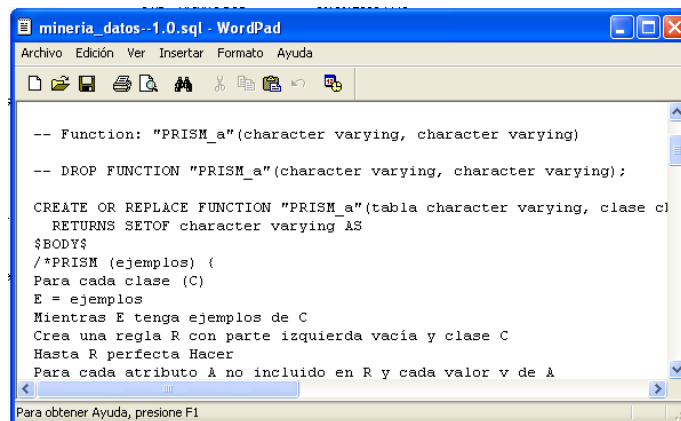 mineria_datos--1.0.sql - WordPad
Archivo Edición Ver Insertar Formato Ayuda
-- Function: "PRISM_a"(character varying, character varying)
-- DROP FUNCTION "PRISM_a"(character varying, character varying);
CREATE OR REPLACE FUNCTION "PRISM_a"(tabla character varying, clase
RETURNS SETOF character varying AS
$BODY$
/*PRISM (ejemplos) {
Para cada clase (C)
E = ejemplos
Mientras E tenga ejemplos de C
Crea una regla R con parte izquierda vacía y clase C
Hasta R perfecta Hacer
Para cada atributo A no incluido en R y cada valor v de A
Para obtener Ayuda, presione F1